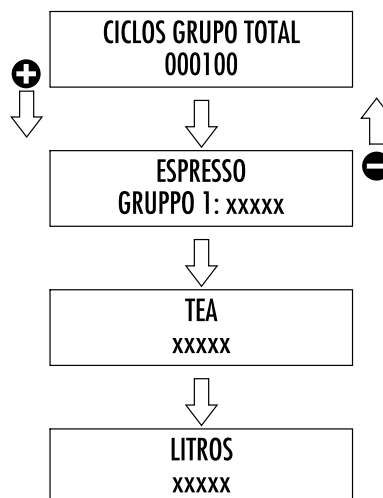 CICLOS GRUPO TOTAL
000100
ESPRESSO
GRUPPO 1: xxxxx
TEA
xxxxx
LITROS
xxxxx